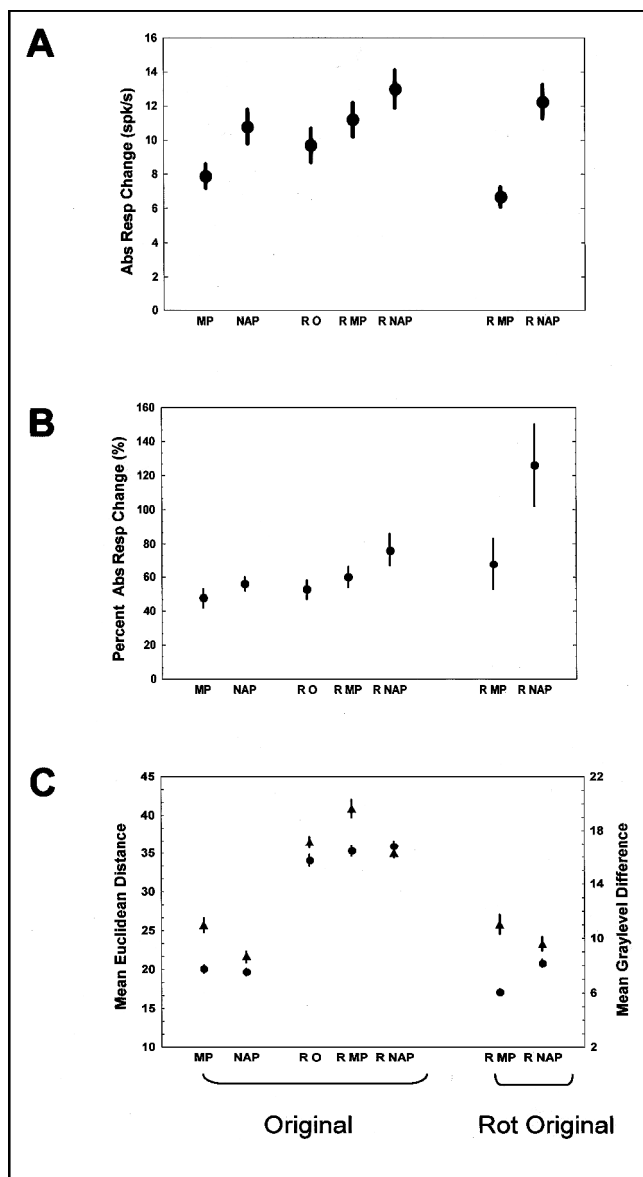 A
Abs Resp Change (spk/s)
16
14
12
10
8
6
4
2
0
MP NAP R O R MP R NAP R MP R NAP
B
Percent Abs Resp Change (%)
160
140
120
100
80
60
40
20
0
MP NAP R O R MP R NAP R MP R NAP
C
Mean Euclidean Distance
45
40
35
30
25
20
15
10
22
18
14
10
6
2
Mean Graylevel Difference
MP NAP R O R MP R NAP R MP R NAP
Original Rot Original